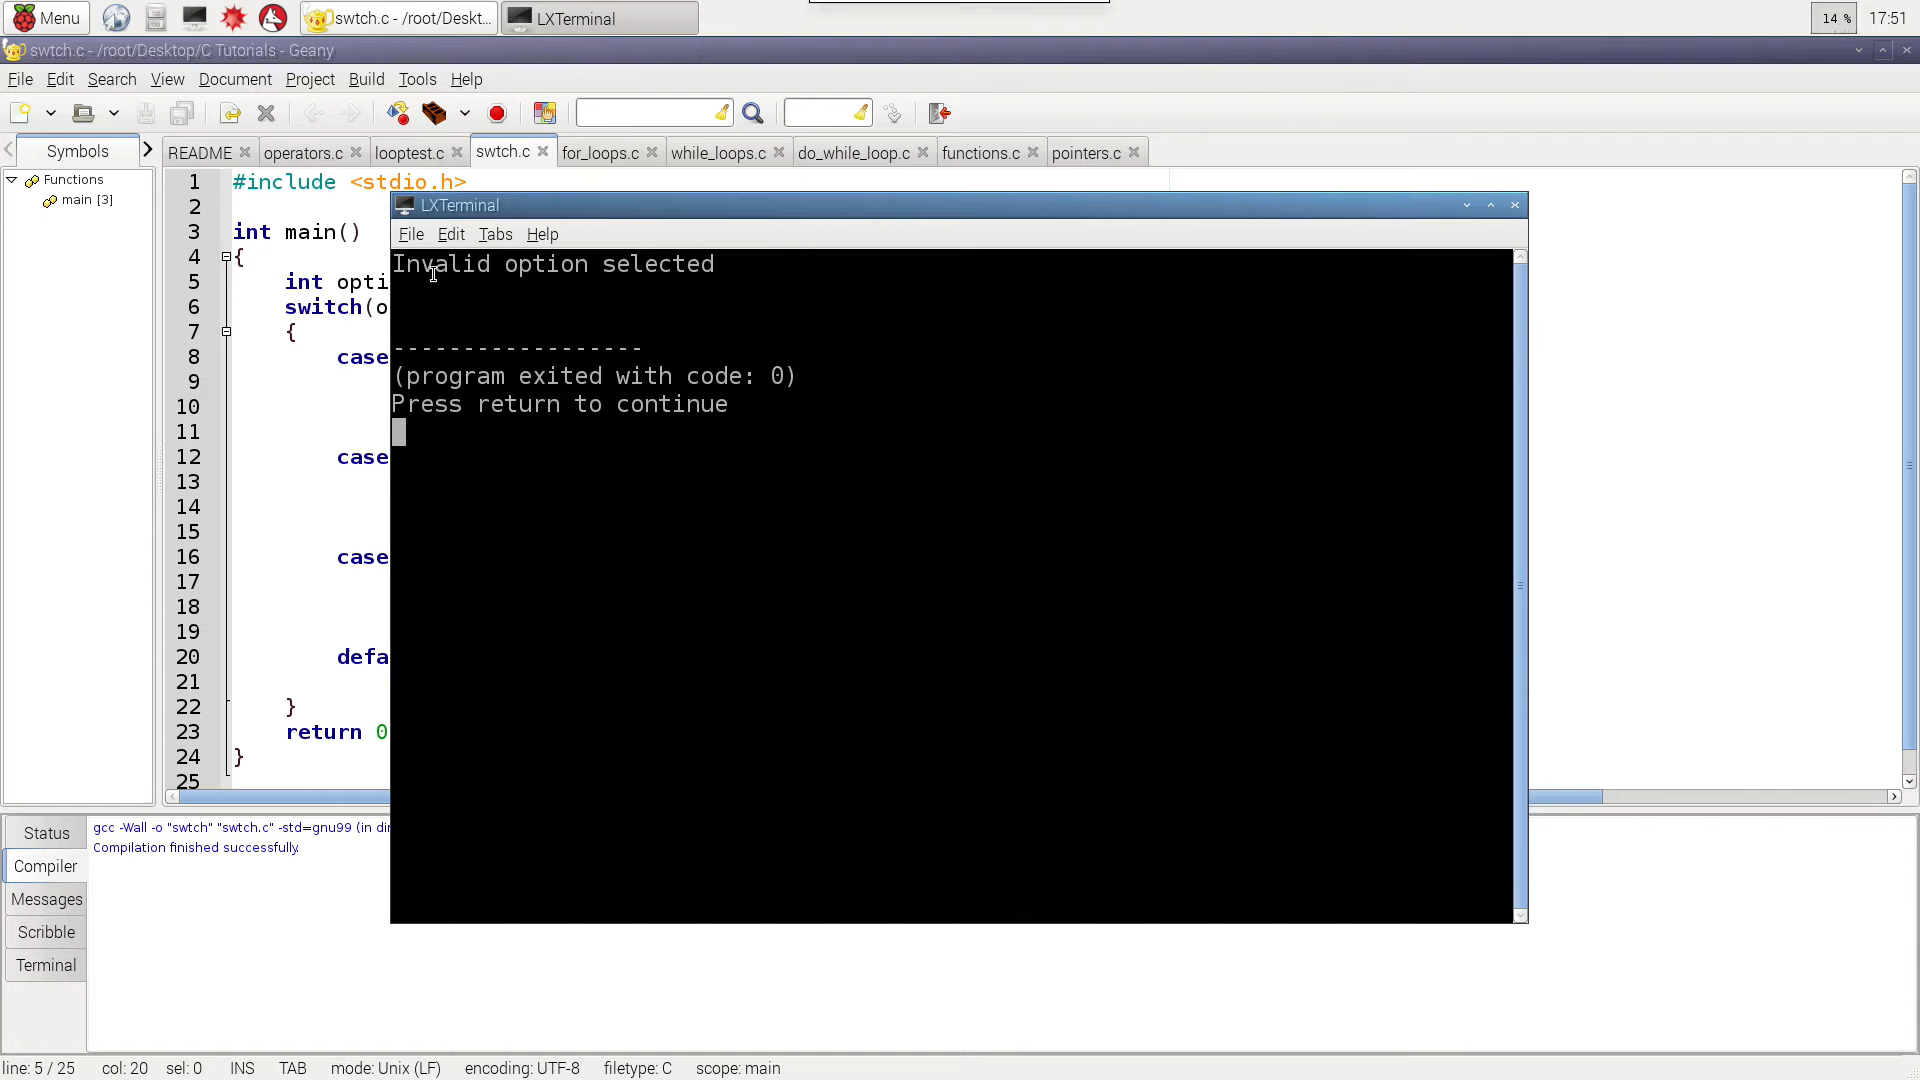 Menu
swtch.c - /root/Deskt...
LXTerminal
14 %
17:51
swtch.c - /root/Desktop/C Tutorials - Geany
File Edit Search View Document Project Build Tools Help
Symbols
README operators.c looptest.c swtch.c for_loops.c while_loops.c do_while_loop.c functions.c pointers.c
Functions
main [3]
1 #include <stdio.h>
2
3 int main()
4 {
5 int opti
6 switch(o
7 {
8 case
9
10
11
12 case
13
14
15
16 case
17
18
19
20 defa
21
22 }
23 return 0
24 }
25
LXTerminal
File Edit Tabs Help
Invalid option selected
------------------
(program exited with code: 0)
Press return to continue
Status
Compiler
Messages
Scribble
Terminal
gcc -Wall -o "swtch" "swtch.c" -std=gnu99 (in dir
Compilation finished successfully.
line: 5 / 25 col: 20 sel: 0 INS TAB mode: Unix (LF) encoding: UTF-8 filetype: C scope: main